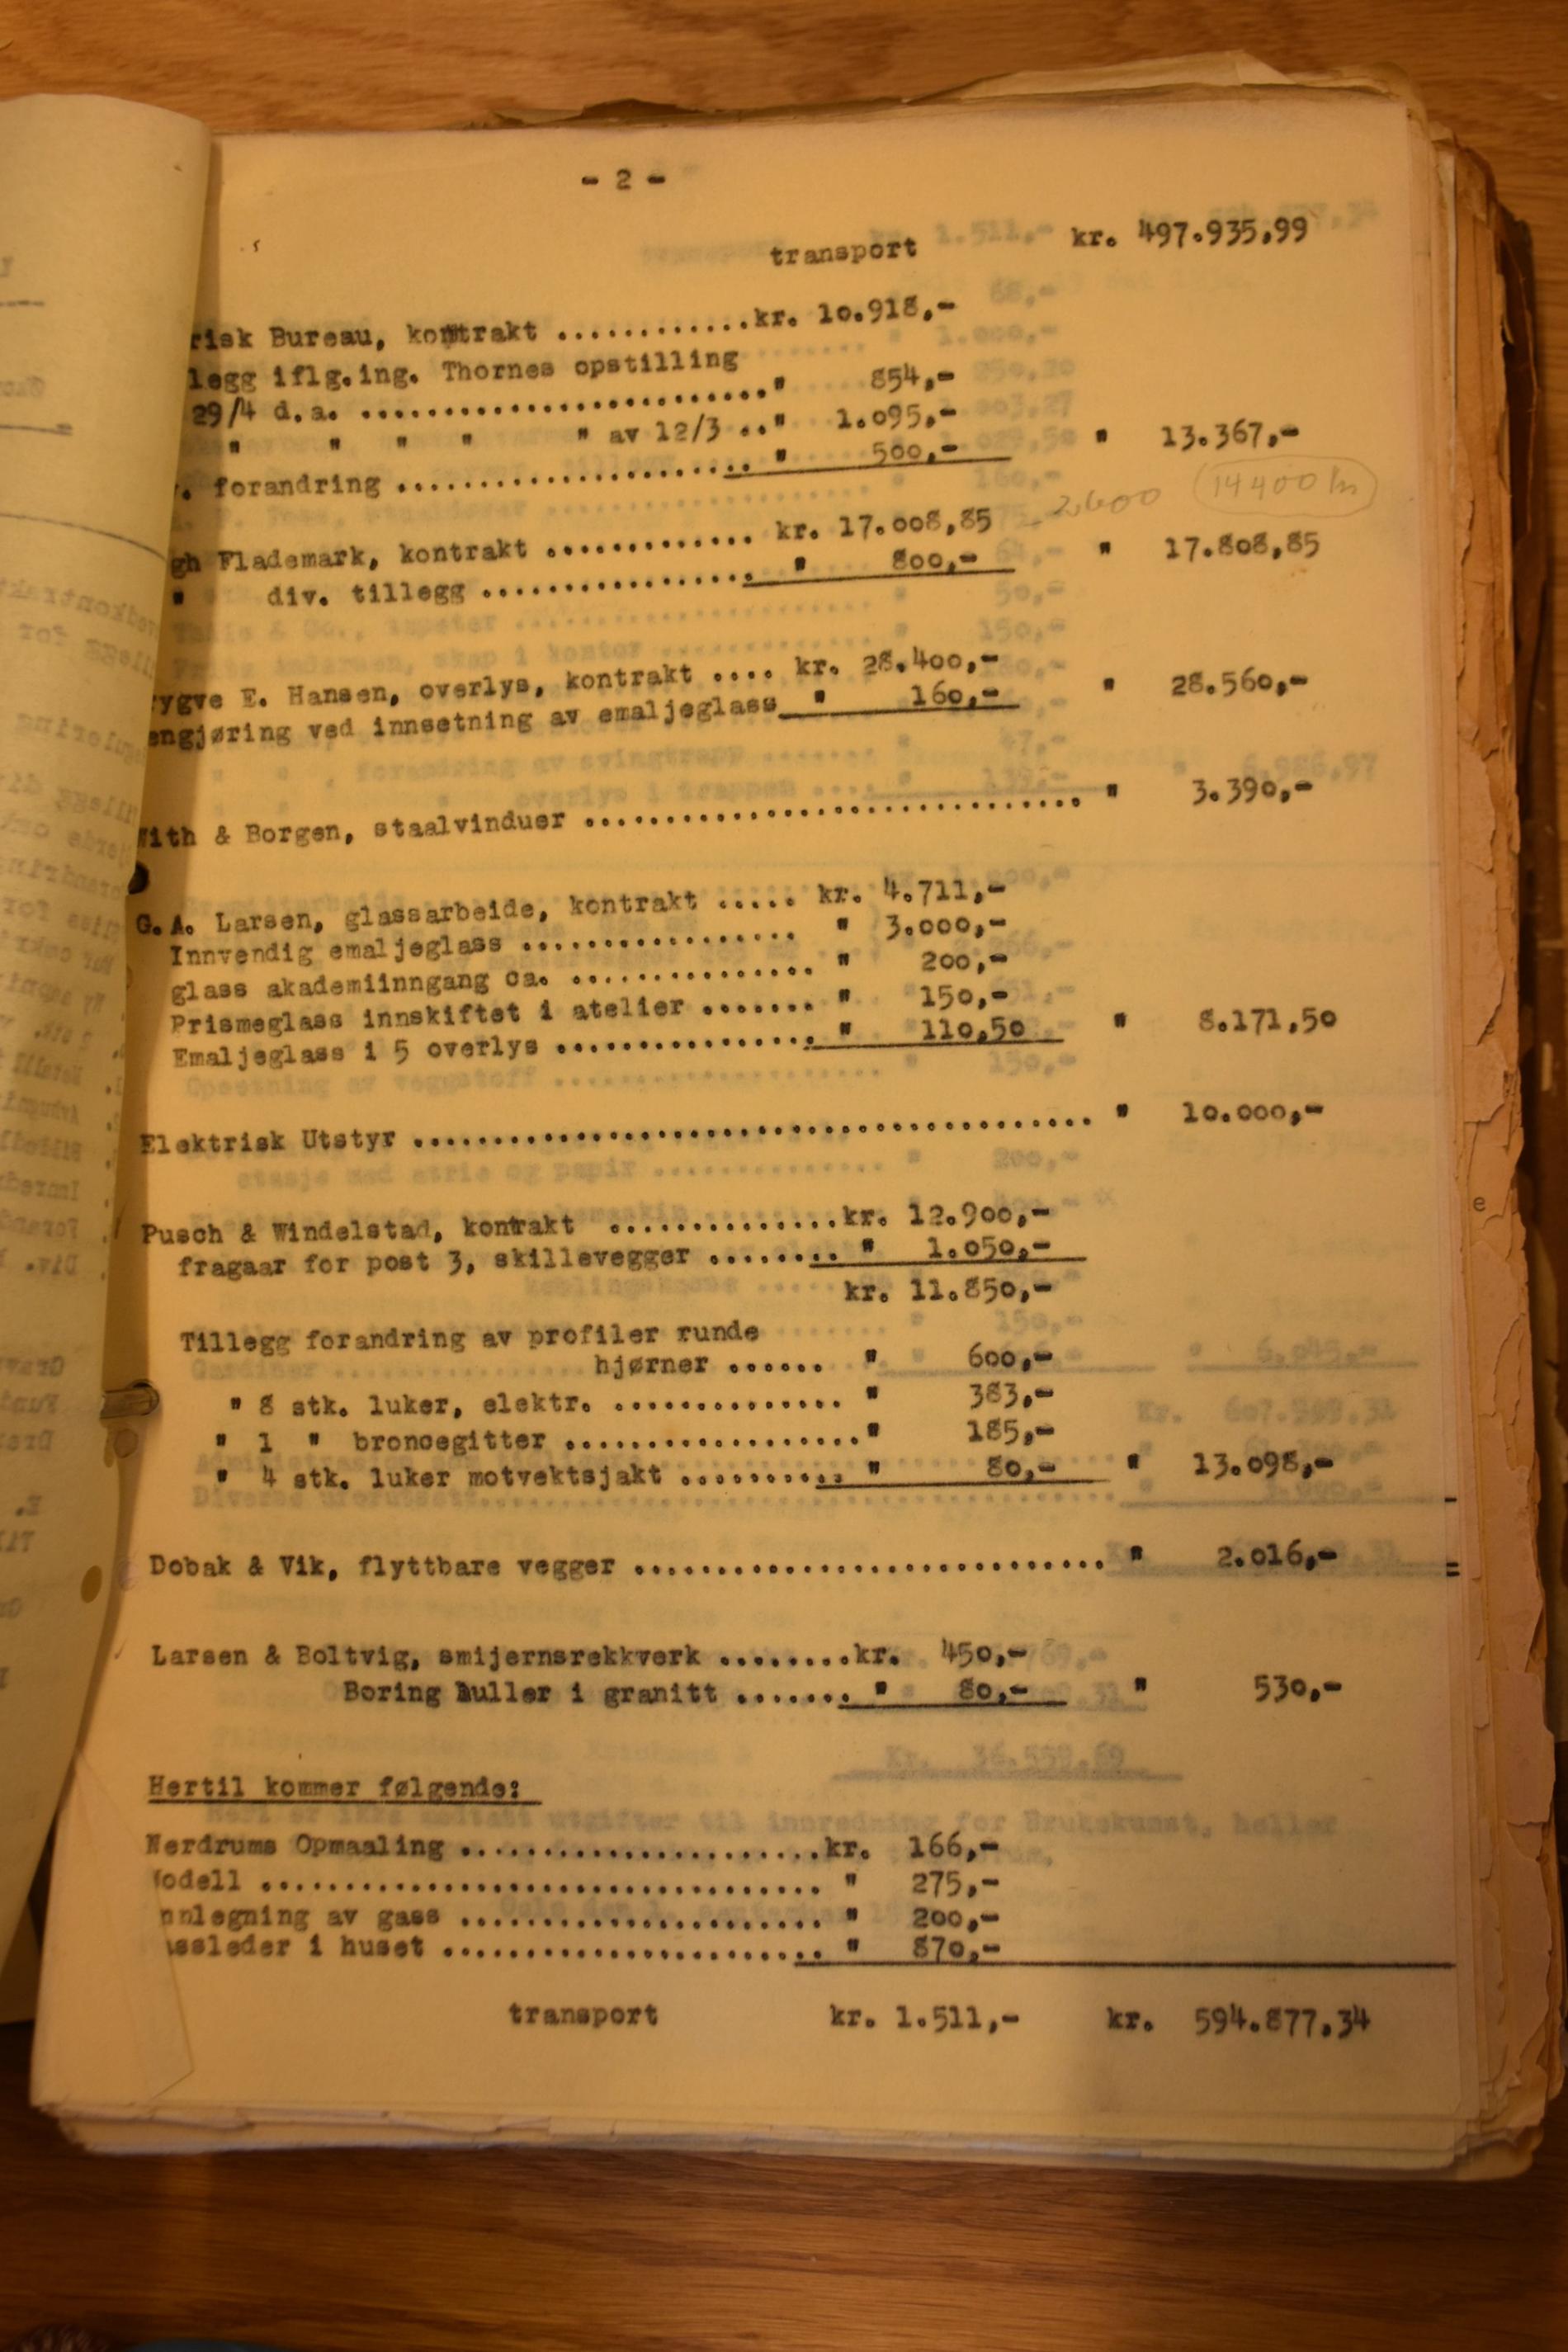 - 2 -
transport kr. 497.935,99
risk Bureau, kontrakt ............kr. 10.918,-
legg iflg.ing. Thornes opstilling
29/4 d.a. ........................." 854,-
" " " " " av 12/3 .." 1.095,-
. forandring ...................... " 500,- " 13.367,-
2.600 14400 kr
gh Flademark, kontrakt ............. kr. 17.008,85
" div. tillegg ................. " 800,- " 17.808,85
ygve E. Hansen, overlys, kontrakt .... kr. 28.400,-
engjøring ved innsetning av emaljeglass " 160,- " 28.560,-
With & Borgen, staalvinduer ................................ " 3.390,-
G.A. Larsen, glassarbeide, kontrakt ..... kr. 4.711,-
Innvendig emaljeglass ................. " 3.000,-
glass akademiinngang ca. ............... " 200,-
Prismeglass innskiftet i atelier ....... " 150,-
Emaljeglass i 5 overlys ................ " 110,50 " 8.171,50
Elektrisk Utstyr .......................................... " 10.000,-
Pusch & Windelstad, kontrakt ..............kr. 12.900,-
fragaar for post 3, skillevegger ........ " 1.050,-
kr. 11.850,-
Tillegg forandring av profiler runde
hjørner ...... " 600,-
" 8 stk. luker, elektr. .............. " 383,-
" 1 " broncegitter .................." 185,-
" 4 stk. luker motvektsjakt .......... " 80,- " 13.098,-
Dobak & Vik, flyttbare vegger ............................. " 2.016,-
Larsen & Boltvig, smijernsrekkverk ........kr. 450,-
Boring huller i granitt ....... " 80,- " 530,-
Hertil kommer følgende:
Nerdrums Opmaaling ......................kr. 166,-
Modell .................................. " 275,-
nnlegning av gass ...................... " 200,-
ssleder i huset ....................... " 870,-
transport kr. 1.511,- kr. 594.877,34